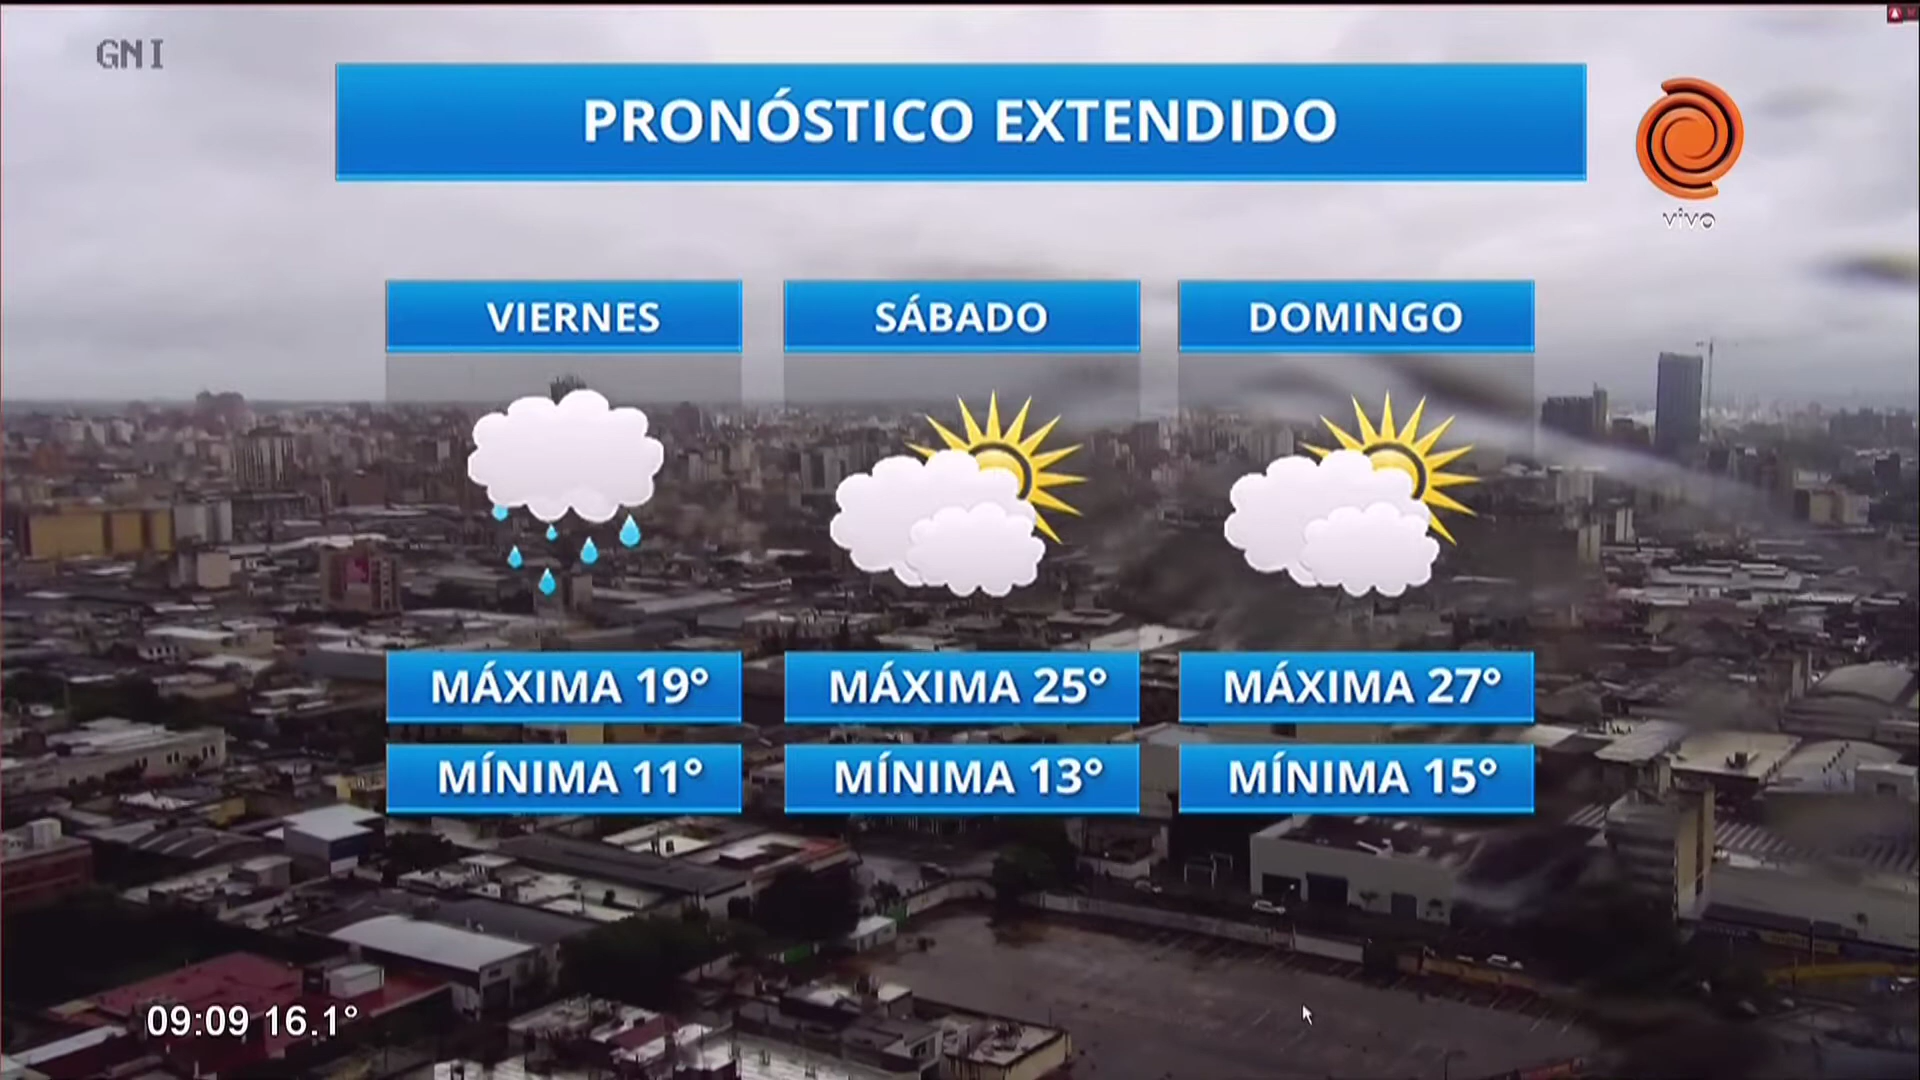 GNI
PRONÓSTICO EXTENDIDO
vivo
VIERNES
SÁBADO
DOMINGO
MÁXIMA 19°
MÁXIMA 25°
MÁXIMA 27°
MÍNIMA 11°
MÍNIMA 13°
MÍNIMA 15°
09:09 16.1°